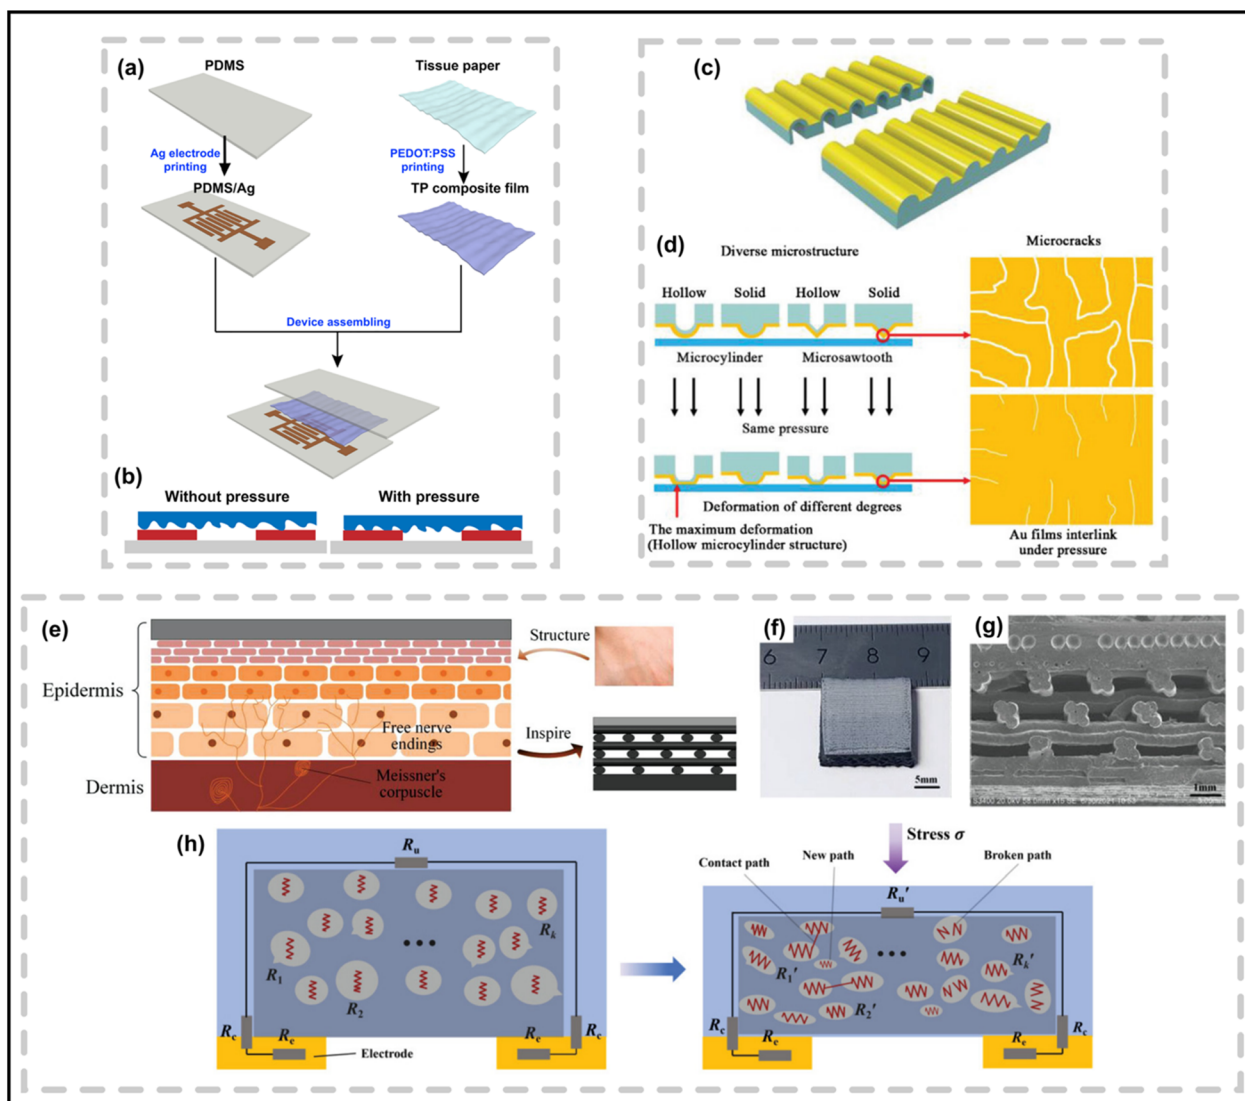 (a)
PDMS
Tissue paper
Ag electrode
printing
PEDOT:PSS
printing
PDMS/Ag
TP composite film
Device assembling
(b)
Without pressure
With pressure
(c)
(d)
Diverse microstructure
Microcracks
Hollow
Solid
Hollow
Solid
Microcylinder
Microsawtooth
Same pressure
Deformation of different degrees
The maximum deformation
(Hollow microcylinder structure)
Au films interlink
under pressure
(e)
Epidermis
Dermis
Free nerve
endings
Meissner's
corpuscle
Structure
Inspire
(f)
6 7 8 9
5mm
(g)
1mm
(h)
Ru
R1
R2
Rk
Rc
Re
Re
Rc
Electrode
Stress σ
Contact path
New path
Broken path
Ru'
R1'
R2'
Rk'
Rc
Re
Re
Rc